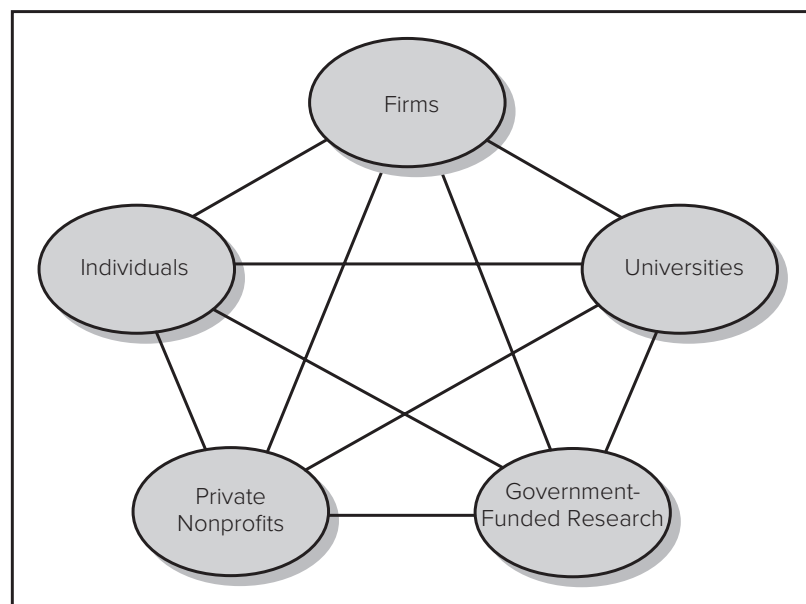 Firms
Individuals
Universities
Private
Nonprofits
Government-
Funded Research